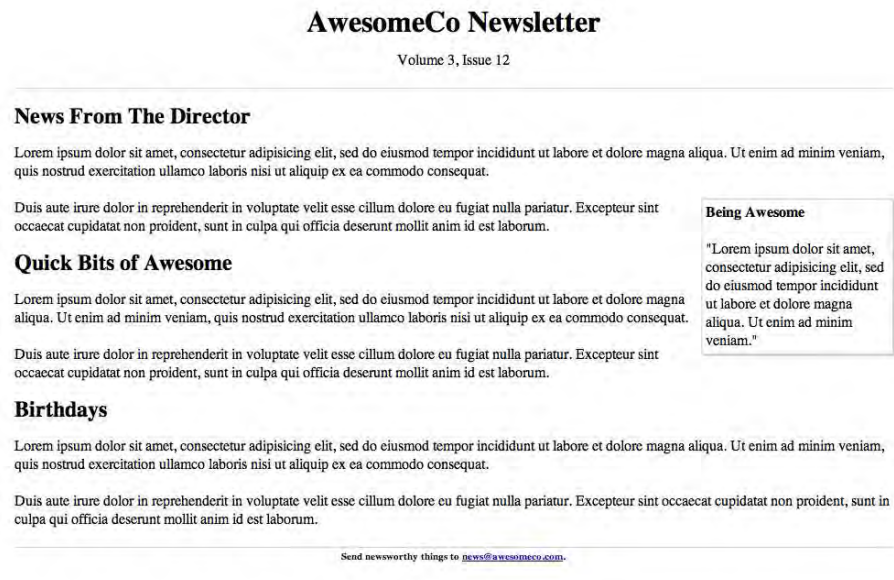 AwesomeCo Newsletter
Volume 3, Issue 12
News From The Director
Lorem ipsum dolor sit amet, consectetur adipisicing elit, sed do eiusmod tempor incididunt ut labore et dolore magna aliqua. Ut enim ad minim veniam,
quis nostrud exercitation ullamco laboris nisi ut aliquip ex ea commodo consequat.
Duis aute irure dolor in reprehenderit in voluptate velit esse cillum dolore eu fugiat nulla pariatur. Excepteur sint
occaecat cupidatat non proident, sunt in culpa qui officia deserunt mollit anim id est laborum.
Being Awesome
"Lorem ipsum dolor sit amet,
consectetur adipisicing elit, sed
do eiusmod tempor incididunt
ut labore et dolore magna
aliqua. Ut enim ad minim
veniam."
Quick Bits of Awesome
Lorem ipsum dolor sit amet, consectetur adipisicing elit, sed do eiusmod tempor incididunt ut labore et dolore magna
aliqua. Ut enim ad minim veniam, quis nostrud exercitation ullamco laboris nisi ut aliquip ex ea commodo consequat.
Duis aute irure dolor in reprehenderit in voluptate velit esse cillum dolore eu fugiat nulla pariatur. Excepteur sint
occaecat cupidatat non proident, sunt in culpa qui officia deserunt mollit anim id est laborum.
Birthdays
Lorem ipsum dolor sit amet, consectetur adipisicing elit, sed do eiusmod tempor incididunt ut labore et dolore magna aliqua. Ut enim ad minim veniam,
quis nostrud exercitation ullamco laboris nisi ut aliquip ex ea commodo consequat.
Duis aute irure dolor in reprehenderit in voluptate velit esse cillum dolore eu fugiat nulla pariatur. Excepteur sint occaecat cupidatat non proident, sunt in
culpa qui officia deserunt mollit anim id est laborum.
Send newsworthy things to news@awesomeco.com.